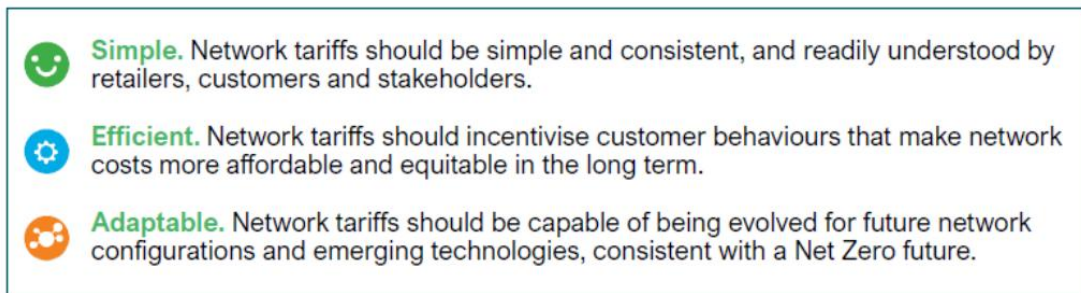 Simple. Network tariffs should be simple and consistent, and readily understood by
retailers, customers and stakeholders.
Efficient. Network tariffs should incentivise customer behaviours that make network
costs more affordable and equitable in the long term.
Adaptable. Network tariffs should be capable of being evolved for future network
configurations and emerging technologies, consistent with a Net Zero future.